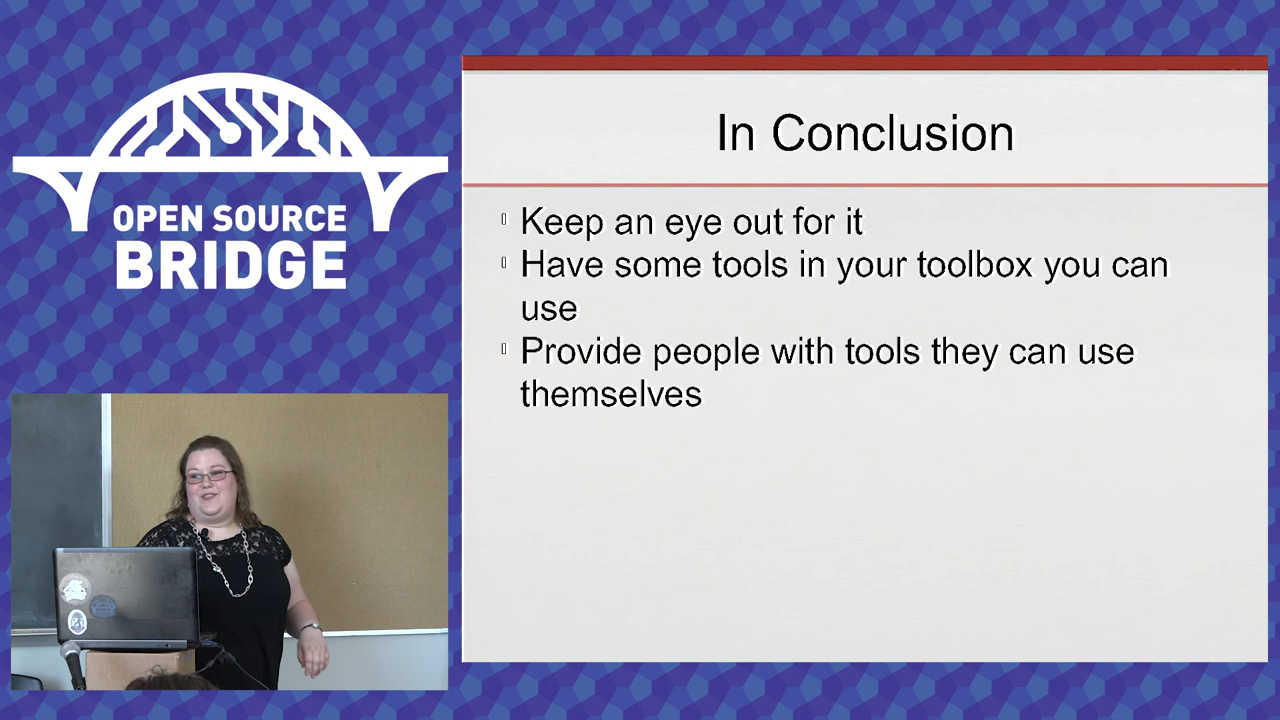 OPEN SOURCE
BRIDGE
In Conclusion
Keep an eye out for it
Have some tools in your toolbox you can
use
Provide people with tools they can use
themselves